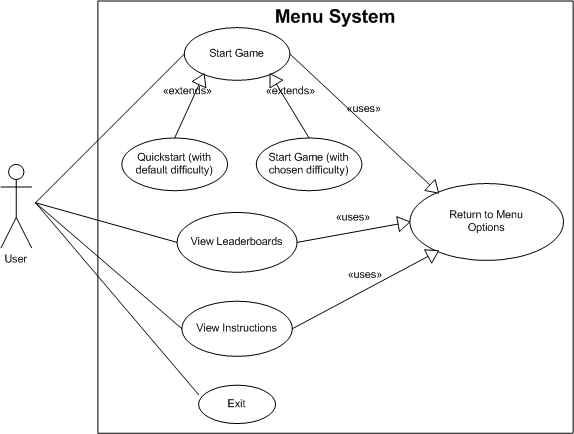 Menu System
Start Game
«extends»
«extends»
«uses»
Quickstart (with
default difficulty)
Start Game (with
chosen difficulty)
User
«uses»
Return to Menu
Options
View Leaderboards
«uses»
View Instructions
Exit